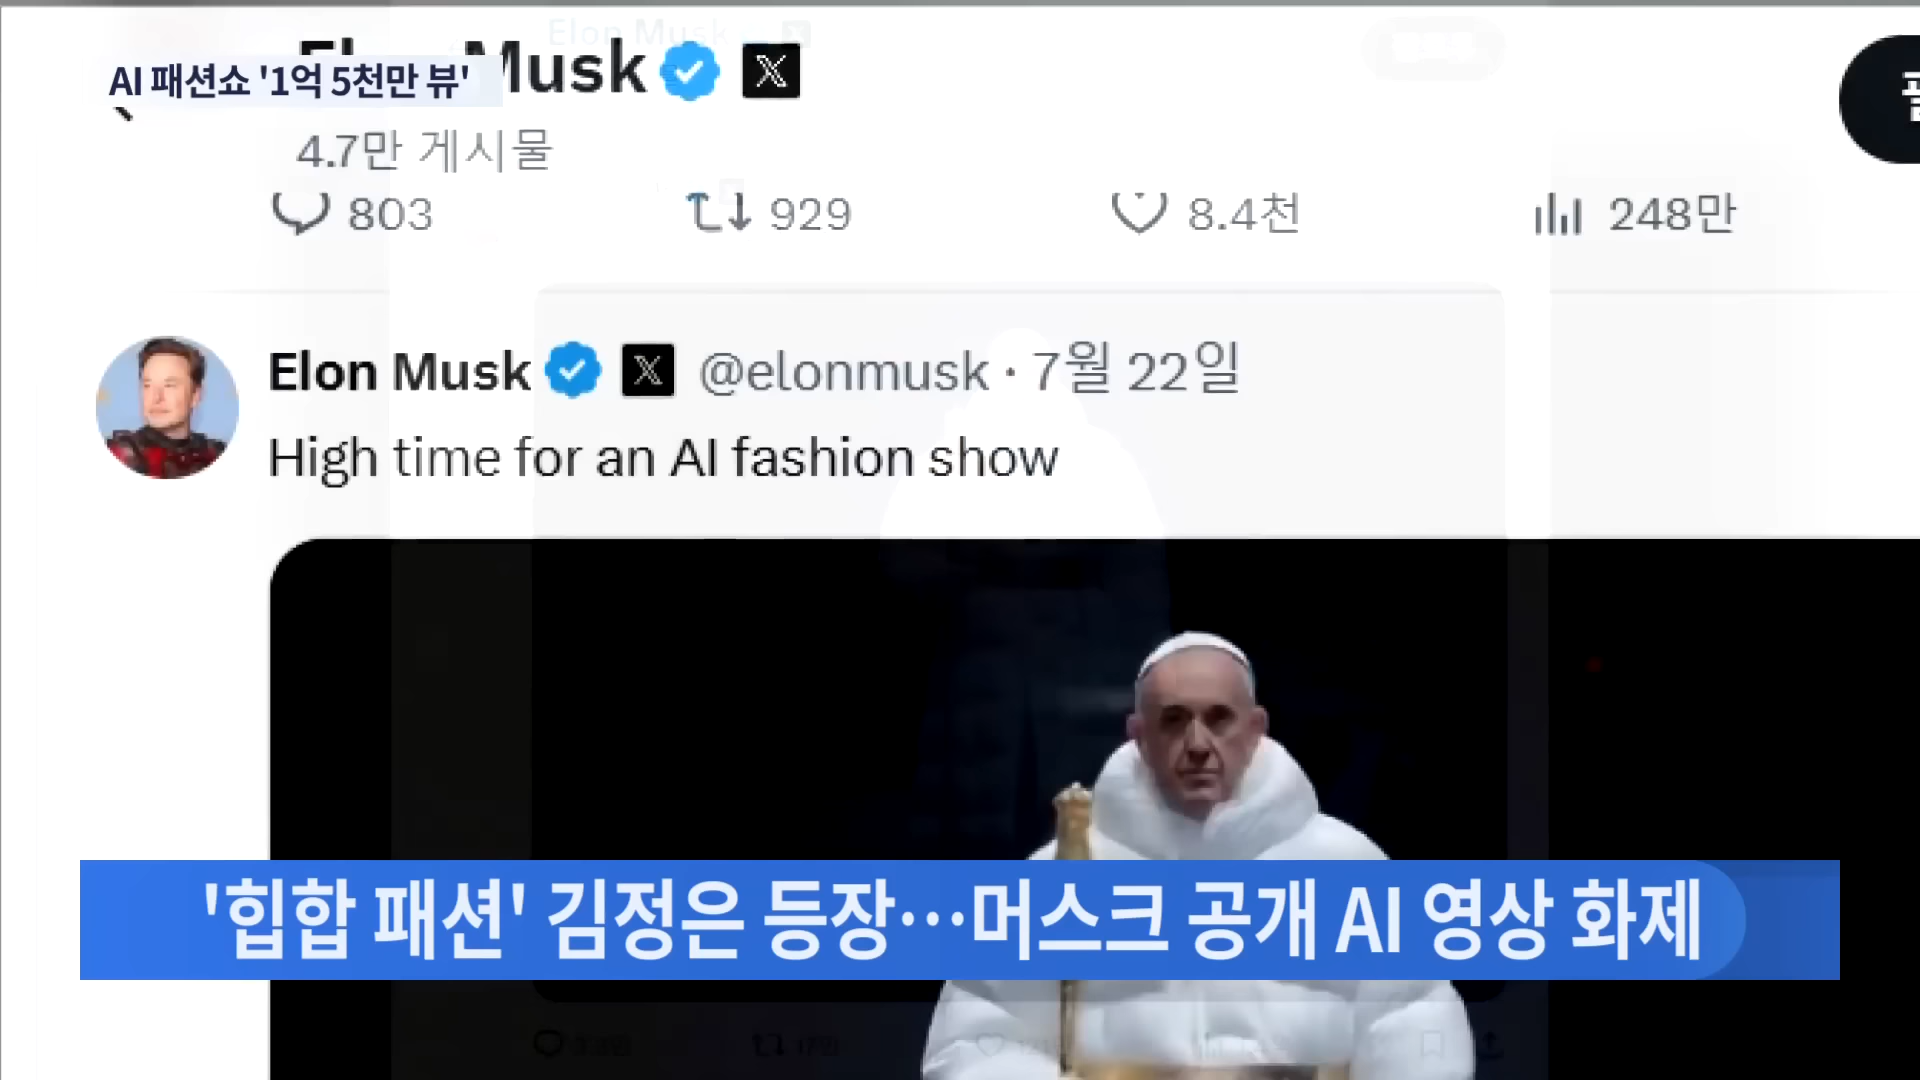 AI 패션쇼 '1억 5천만 뷰'
Musk
4.7만 게시물
803 929 8.4천 248만
Elon Musk @elonmusk · 7월 22일
High time for an AI fashion show
'힙합 패션' 김정은 등장…머스크 공개 AI 영상 화제